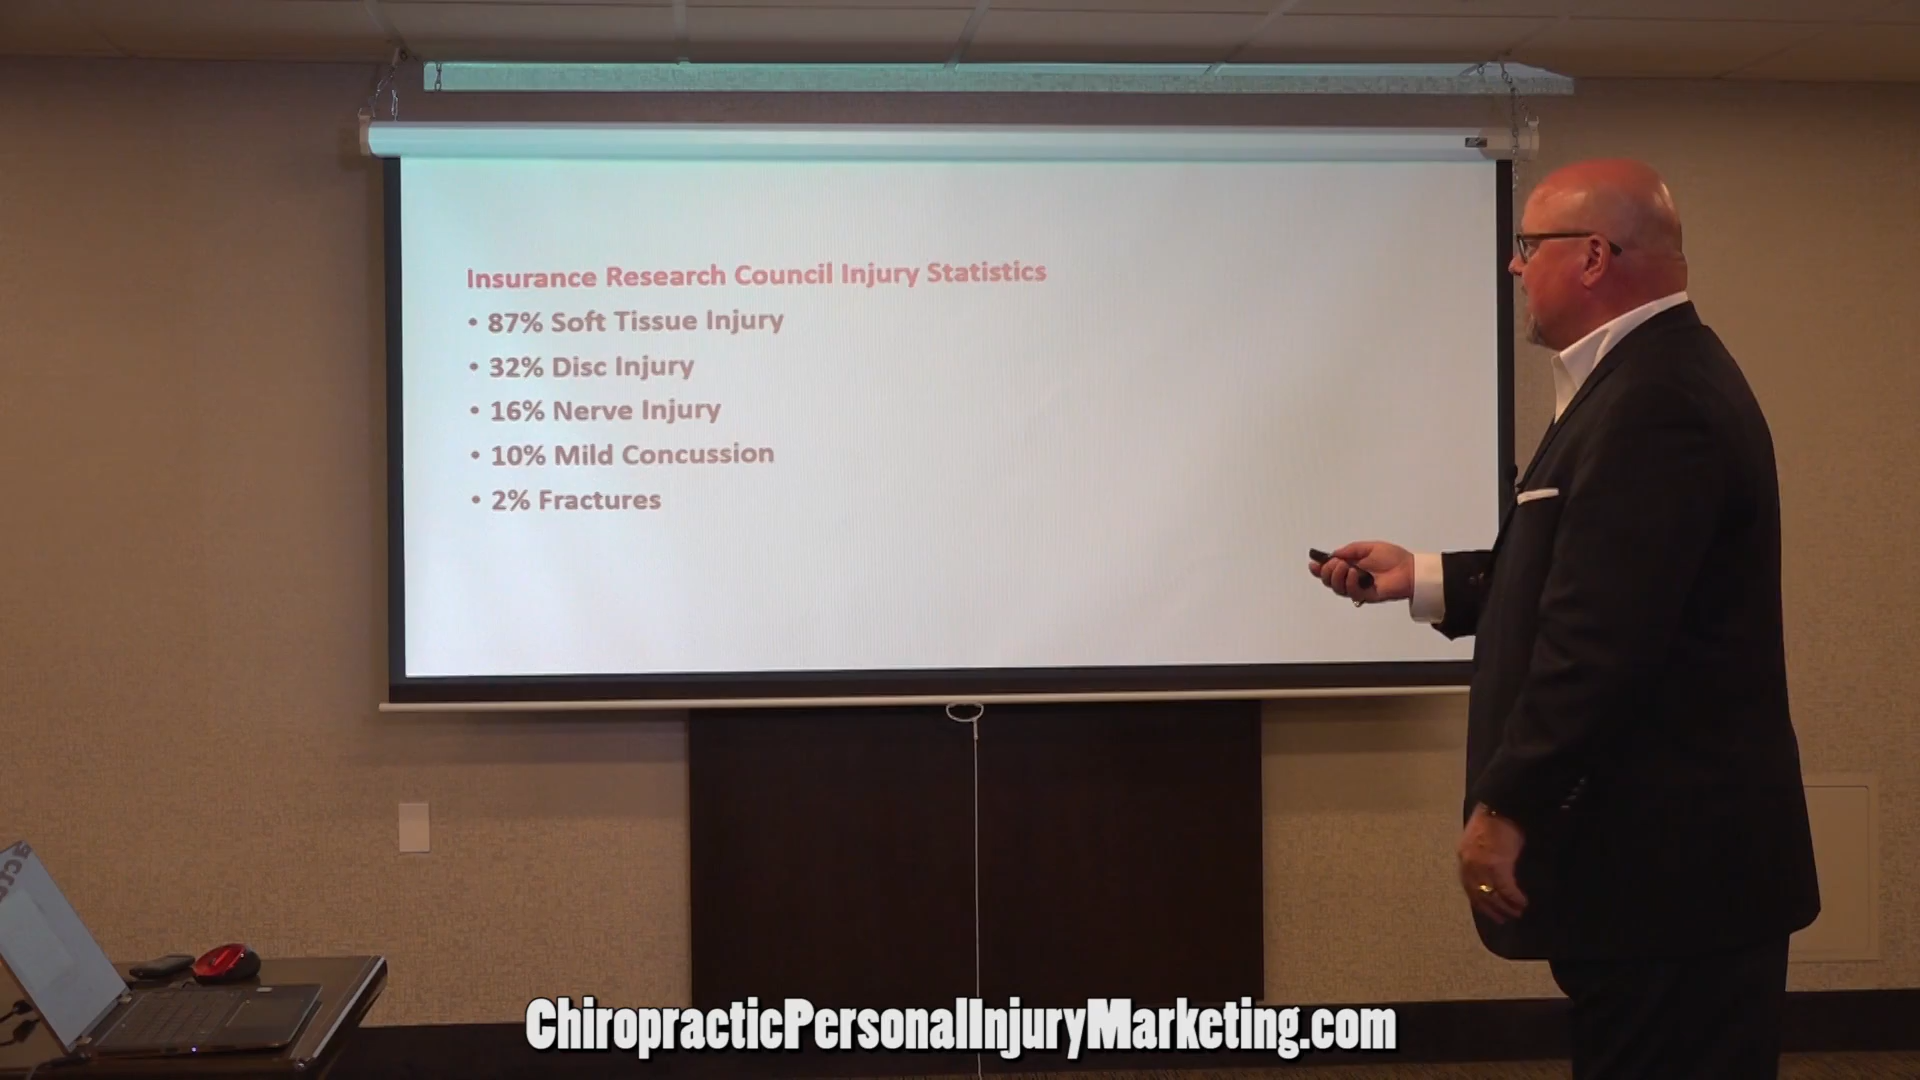 Insurance Research Council Injury Statistics
• 87% Soft Tissue Injury
• 32% Disc Injury
• 16% Nerve Injury
• 10% Mild Concussion
• 2% Fractures
ChiropracticPersonalInjuryMarketing.com